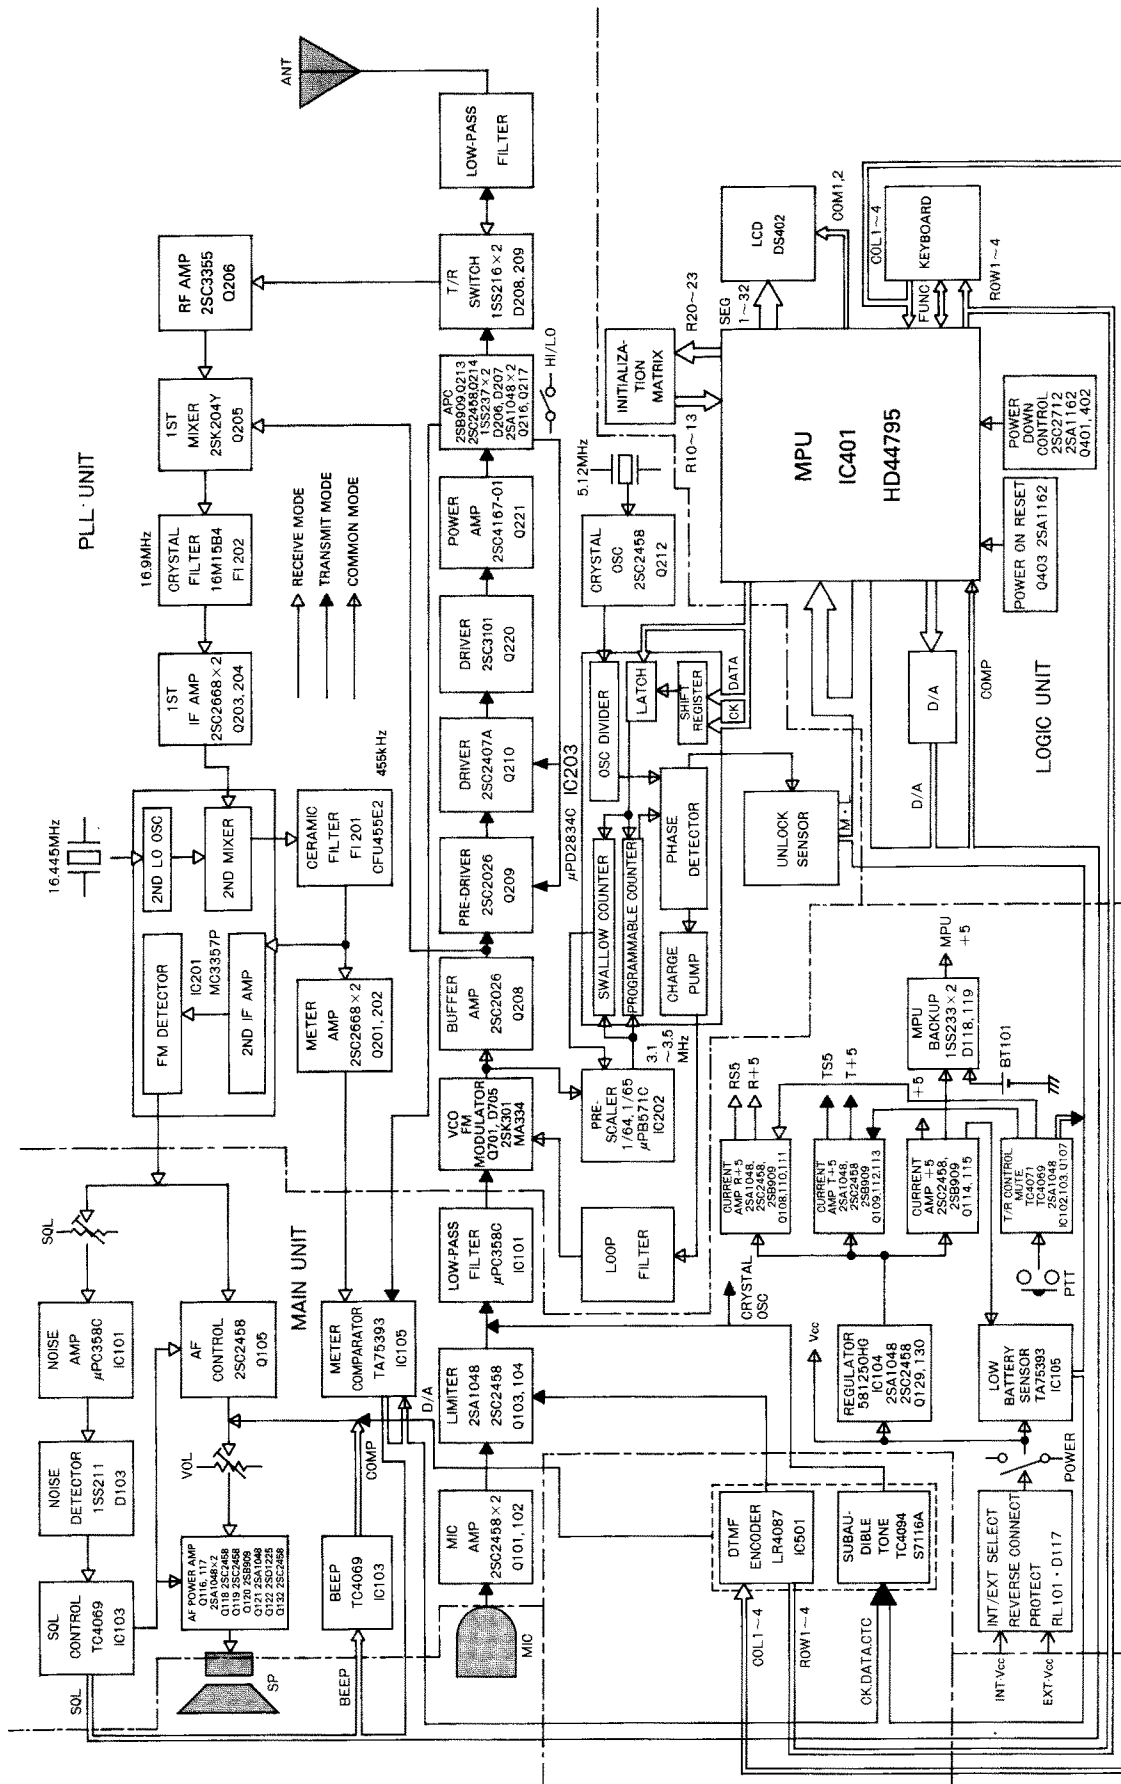 ANT
PLL · UNIT
16.445MHz
2ND LO OSC
2ND MIXER
1ST
IF AMP
2SC2668×2
Q203, 204
16.9MHz
CRYSTAL
FILTER
16M15B4
FI202
1ST
MIXER
2SK204Y
Q205
RF AMP
2SC3355
Q206
FM DETECTOR
IC201
MC3357P
2ND IF AMP
CERAMIC
FILTER
FI201
CFU455E2
455kHz
RECEIVE MODE
TRANSMIT MODE
COMMON MODE
METER
AMP
2SC2668×2
Q201, 202
LOW-PASS
FILTER
T/R
SWITCH
1SS216×2
D208, 209
APC
2SB909,Q213
2SC2458,Q214
1SS237×2
D206, D207
2SA1048×2
Q216, Q217
HI/LO
POWER
AMP
2SC4167-01
Q221
DRIVER
2SC3101
Q220
DRIVER
2SC2407A
Q210
PRE-DRIVER
2SC2026
Q209
BUFFER
AMP
2SC2026
Q208
VCO
FM
MODULATOR
Q701, D705
2SK301
MA334
PRE-
SCALER
1/64, 1/65
μPB571C
IC202
3.1
~3.5
MHz
μPD2834C IC203
SWALLOW COUNTER
PROGRAMMABLE COUNTER
OSC DIVIDER
LATCH
SHIFT
REGISTER
CK
DATA
PHASE
DETECTOR
CHARGE
PUMP
5.12MHz
CRYSTAL
OSC
2SC2458
Q212
UNLOCK
SENSOR
M · L
LOOP
FILTER
MAIN UNIT
SQL
NOISE
AMP
μPC358C
IC101
NOISE
DETECTOR
1SS211
D103
SQL
CONTROL
TC4069
IC103
SQL
AF
CONTROL
2SC2458
Q105
VOL
AF POWER AMP
Q116, 117
2SA1048×2
Q118 2SC2458
Q119 2SC2458
Q120 2SB909
Q121 2SA1048
Q122 2SD1225
Q132 2SC2458
SP
METER
COMPARATOR
TA75393
IC105
D/A
COMP
BEEP
TC4069
IC103
BEEP
LOW-PASS
FILTER
μPC358C
IC101
LIMITER
2SA1048
2SC2458
Q103, 104
MIC
AMP
2SC2458×2
Q101, 102
MIC
DTMF
ENCODER
LR4087
IC501
COL1~4
ROW1~4
SUBAU-
DIBLE
TONE
TC4094
S7116A
CK.DATA.CTC
CRYSTAL
OSC
Vcc
REGULATOR
581250HG
IC104
2SA1048
2SC2458
Q129, 130
LOW
BATTERY
SENSOR
TA75393
IC105
POWER
INT/EXT SELECT
REVERSE CONNECT
PROTECT
RL101 · D117
INT·Vcc
EXT·Vcc
CURRENT
AMP R+5
2SA1048,
2SC2458,
2SB909
Q108,110,111
RS5
R+5
CURRENT
AMP T+5
2SA1048,
2SC2458
2SB909
Q109,112,113
TS5
T+5
CURRENT
AMP +5
2SC2458,
2SB909
Q114, 115
+5
T/R CONTROL
MUTE
TC4071
TC4069
2SA1048
IC102,103, Q107
PTT
MPU
BACKUP
1SS233×2
D118, 119
MPU
+5
BT101
LOGIC UNIT
INITIALIZA-
TION
MATRIX
R10~13
R20~23
LCD
DS402
SEG
1~32
COM1,2
MPU
IC401
HD44795
KEYBOARD
COL 1~4
FUNC
ROW1~4
POWER
DOWN
CONTROL
2SC2712
2SA1162
Q401, 402
POWER ON RESET
Q403 2SA1162
D/A
D/A
COMP